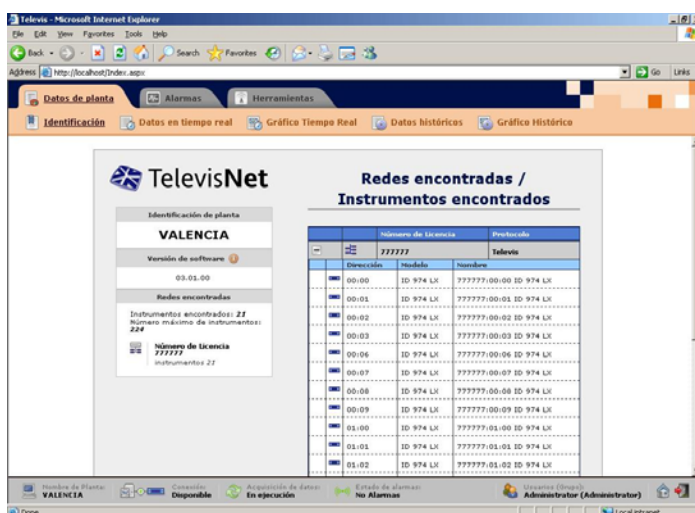 Televis - Microsoft Internet Explorer
File Edit View Favorites Tools Help
Back Search Favorites
Address http://localhost/Index.aspx Go Links
Datos de planta Alarmas Herramientas
Identificación Datos en tiempo real Gráfico Tiempo Real Datos históricos Gráfico Histórico
TelevisNet
Identificación de planta
VALENCIA
Versión de software
03.01.00
Redes encontradas
Instrumentos encontrados: 21
Número máximo de instrumentos:
224
Número de Licencia
777777
instrumentos 21
Redes encontradas /
Instrumentos encontrados
Número de Licencia Protocolo
777777 Televis
Dirección Modelo Nombre
00:00 ID 974 LX 777777:00:00 ID 974 LX
00:01 ID 974 LX 777777:00:01 ID 974 LX
00:02 ID 974 LX 777777:00:02 ID 974 LX
00:03 ID 974 LX 777777:00:03 ID 974 LX
00:06 ID 974 LX 777777:00:06 ID 974 LX
00:07 ID 974 LX 777777:00:07 ID 974 LX
00:08 ID 974 LX 777777:00:08 ID 974 LX
00:09 ID 974 LX 777777:00:09 ID 974 LX
01:00 ID 974 LX 777777:01:00 ID 974 LX
01:01 ID 974 LX 777777:01:01 ID 974 LX
01:02 ID 974 LX 777777:01:02 ID 974 LX
Nombre de Planta: Conexión: Acquisición de datos: Estado de alarmas: Usuarios (Grupo):
VALENCIA Disponible En ejecución No Alarmas Administrator (Administrator)
Done Local intranet